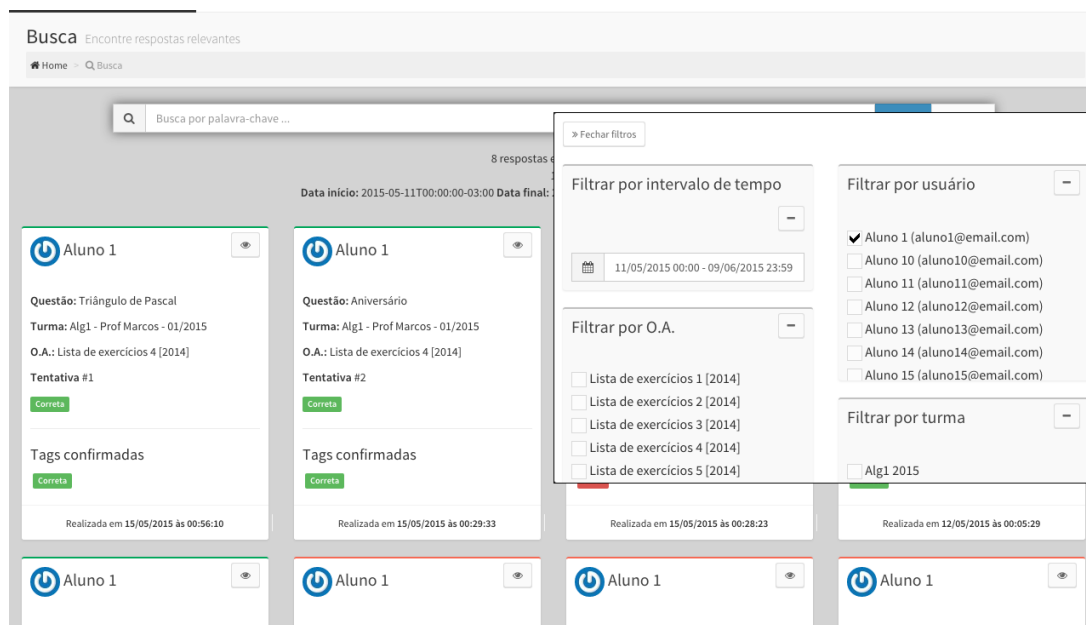 Busca Encontre respostas relevantes
Home > Busca
Busca por palavra-chave ...
8 respostas
Data início: 2015-05-11T00:00:00-03:00 Data final:
» Fechar filtros
Filtrar por intervalo de tempo
11/05/2015 00:00 - 09/06/2015 23:59
Filtrar por O.A.
Lista de exercícios 1 [2014]
Lista de exercícios 2 [2014]
Lista de exercícios 3 [2014]
Lista de exercícios 4 [2014]
Lista de exercícios 5 [2014]
Filtrar por usuário
Aluno 1 (aluno1@email.com)
Aluno 10 (aluno10@email.com)
Aluno 11 (aluno11@email.com)
Aluno 12 (aluno12@email.com)
Aluno 13 (aluno13@email.com)
Aluno 14 (aluno14@email.com)
Aluno 15 (aluno15@email.com)
Filtrar por turma
Alg1 2015
Aluno 1
Questão: Triângulo de Pascal
Turma: Alg1 - Prof Marcos - 01/2015
O.A.: Lista de exercícios 4 [2014]
Tentativa #1
Correta
Tags confirmadas
Correta
Realizada em 15/05/2015 às 00:56:10
Aluno 1
Questão: Aniversário
Turma: Alg1 - Prof Marcos - 01/2015
O.A.: Lista de exercícios 4 [2014]
Tentativa #2
Correta
Tags confirmadas
Correta
Realizada em 15/05/2015 às 00:29:33
Realizada em 15/05/2015 às 00:28:23
Realizada em 12/05/2015 às 00:05:29
Aluno 1
Aluno 1
Aluno 1
Aluno 1